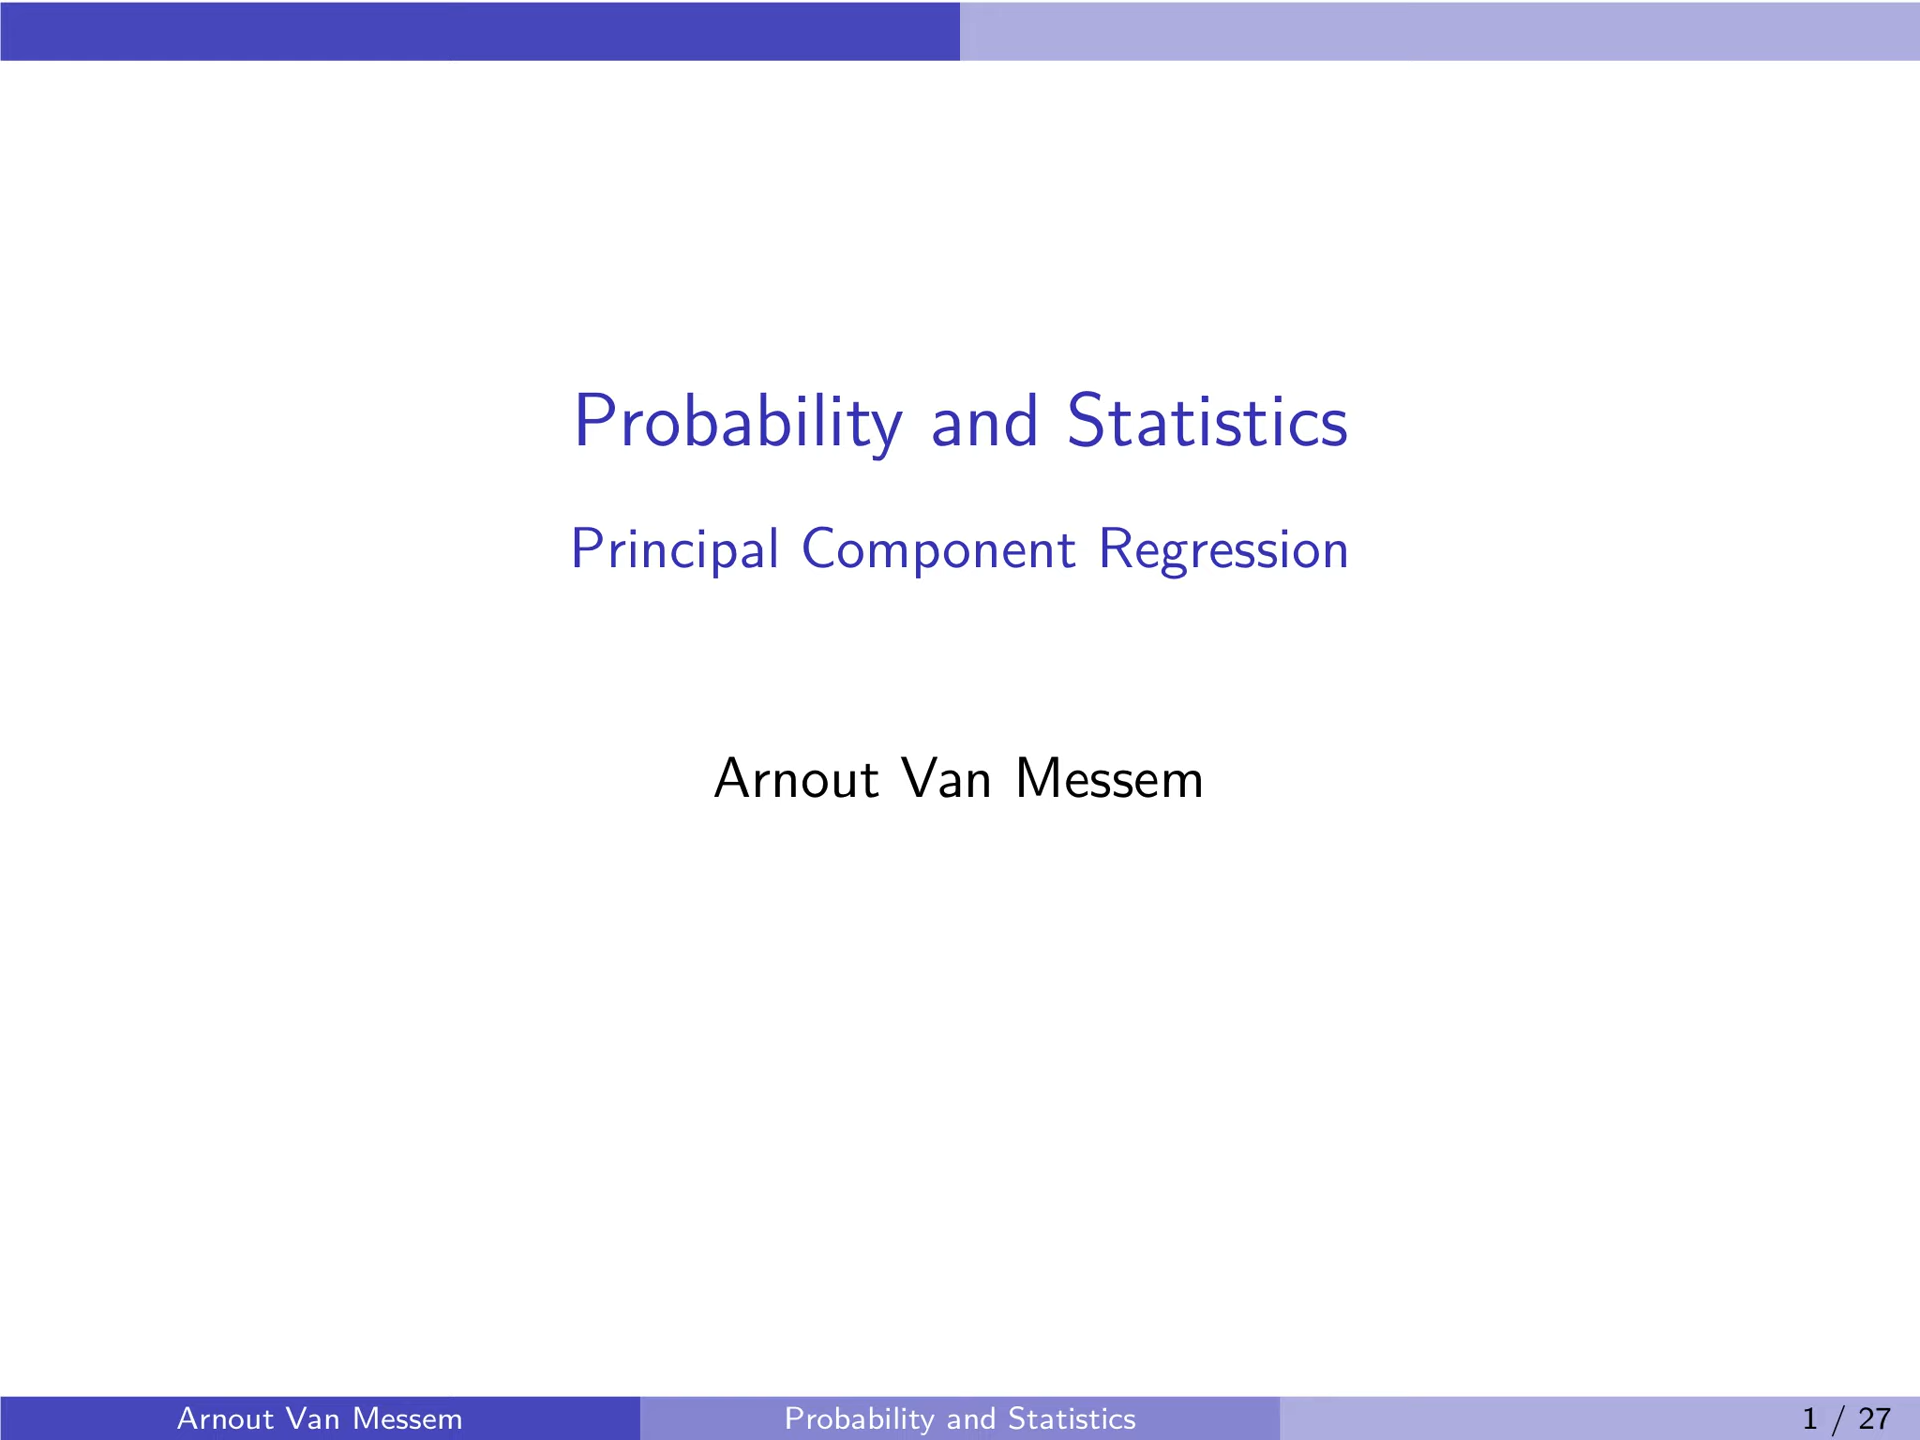 Probability and Statistics
Principal Component Regression
Arnout Van Messem
Arnout Van Messem Probability and Statistics 1 / 27